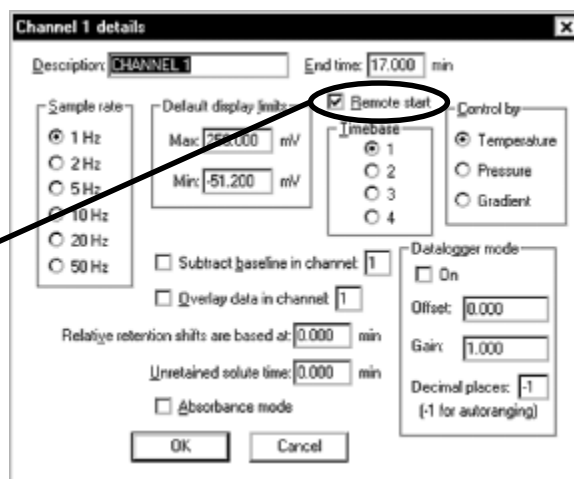 Channel 1 details
Description: CHANNEL 1 End time: 17.000 min
Sample rate
1 Hz
2 Hz
5 Hz
10 Hz
20 Hz
50 Hz
Default display limits
Max: 250.000 mV
Min: -51.200 mV
Remote start
Timebase
1
2
3
4
Control by
Temperature
Pressure
Gradient
Subtract baseline in channel: 1
Overlay data in channel: 1
Relative retention shifts are based at: 0.000 min
Unretained solute time: 0.000 min
Absorbance mode
Datalogger mode
On
Offset: 0.000
Gain: 1.000
Decimal places: -1
(-1 for autoranging)
OK Cancel